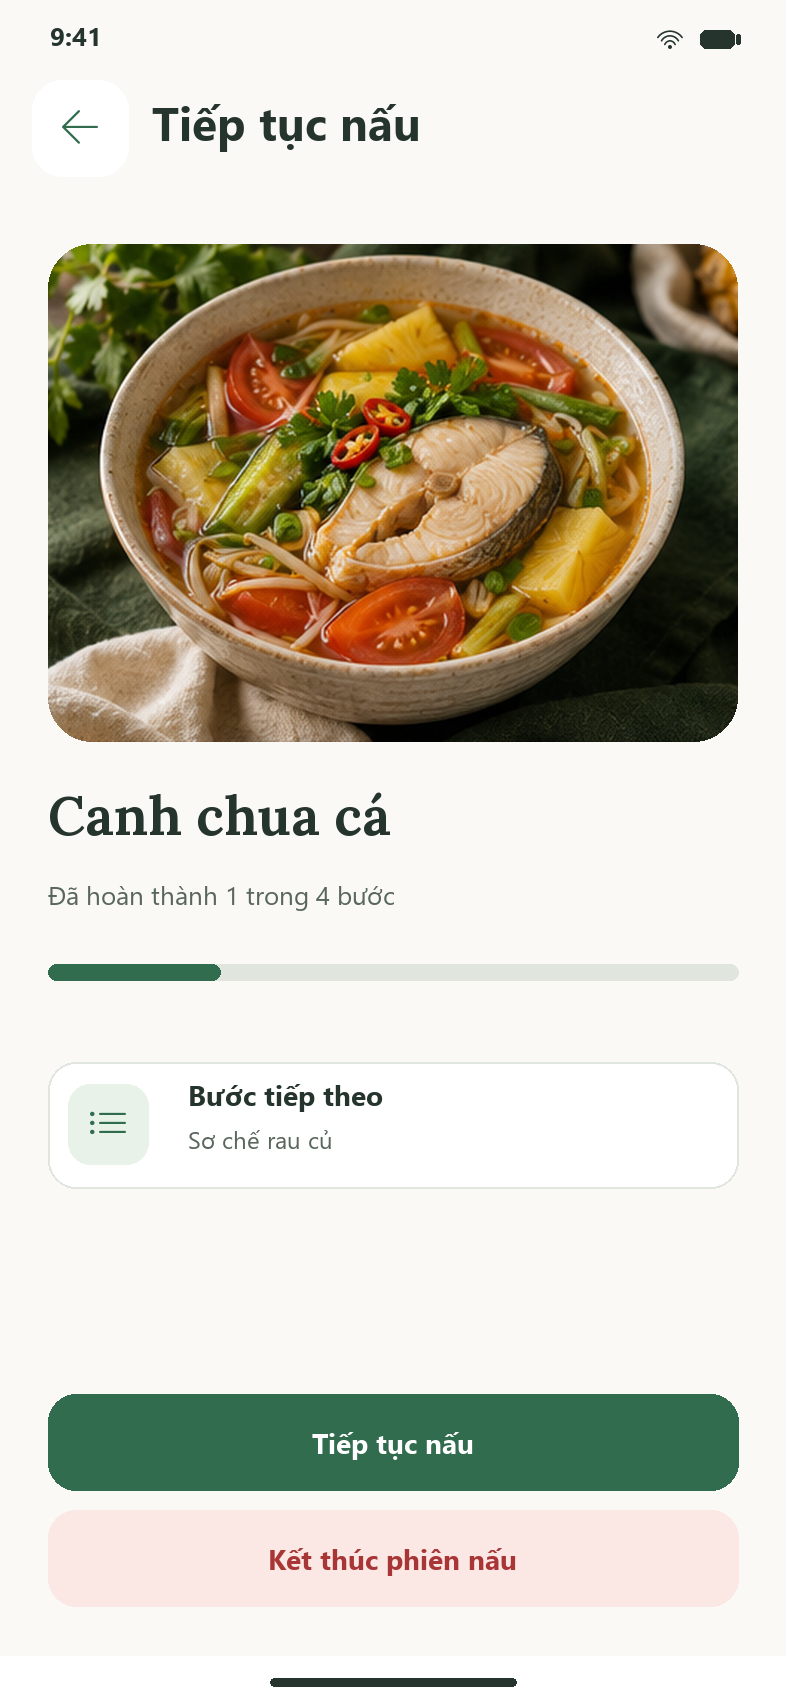 9:41
Tiếp tục nấu
Canh chua cá
Đã hoàn thành 1 trong 4 bước
Bước tiếp theo
Sơ chế rau củ
Tiếp tục nấu
Kết thúc phiên nấu